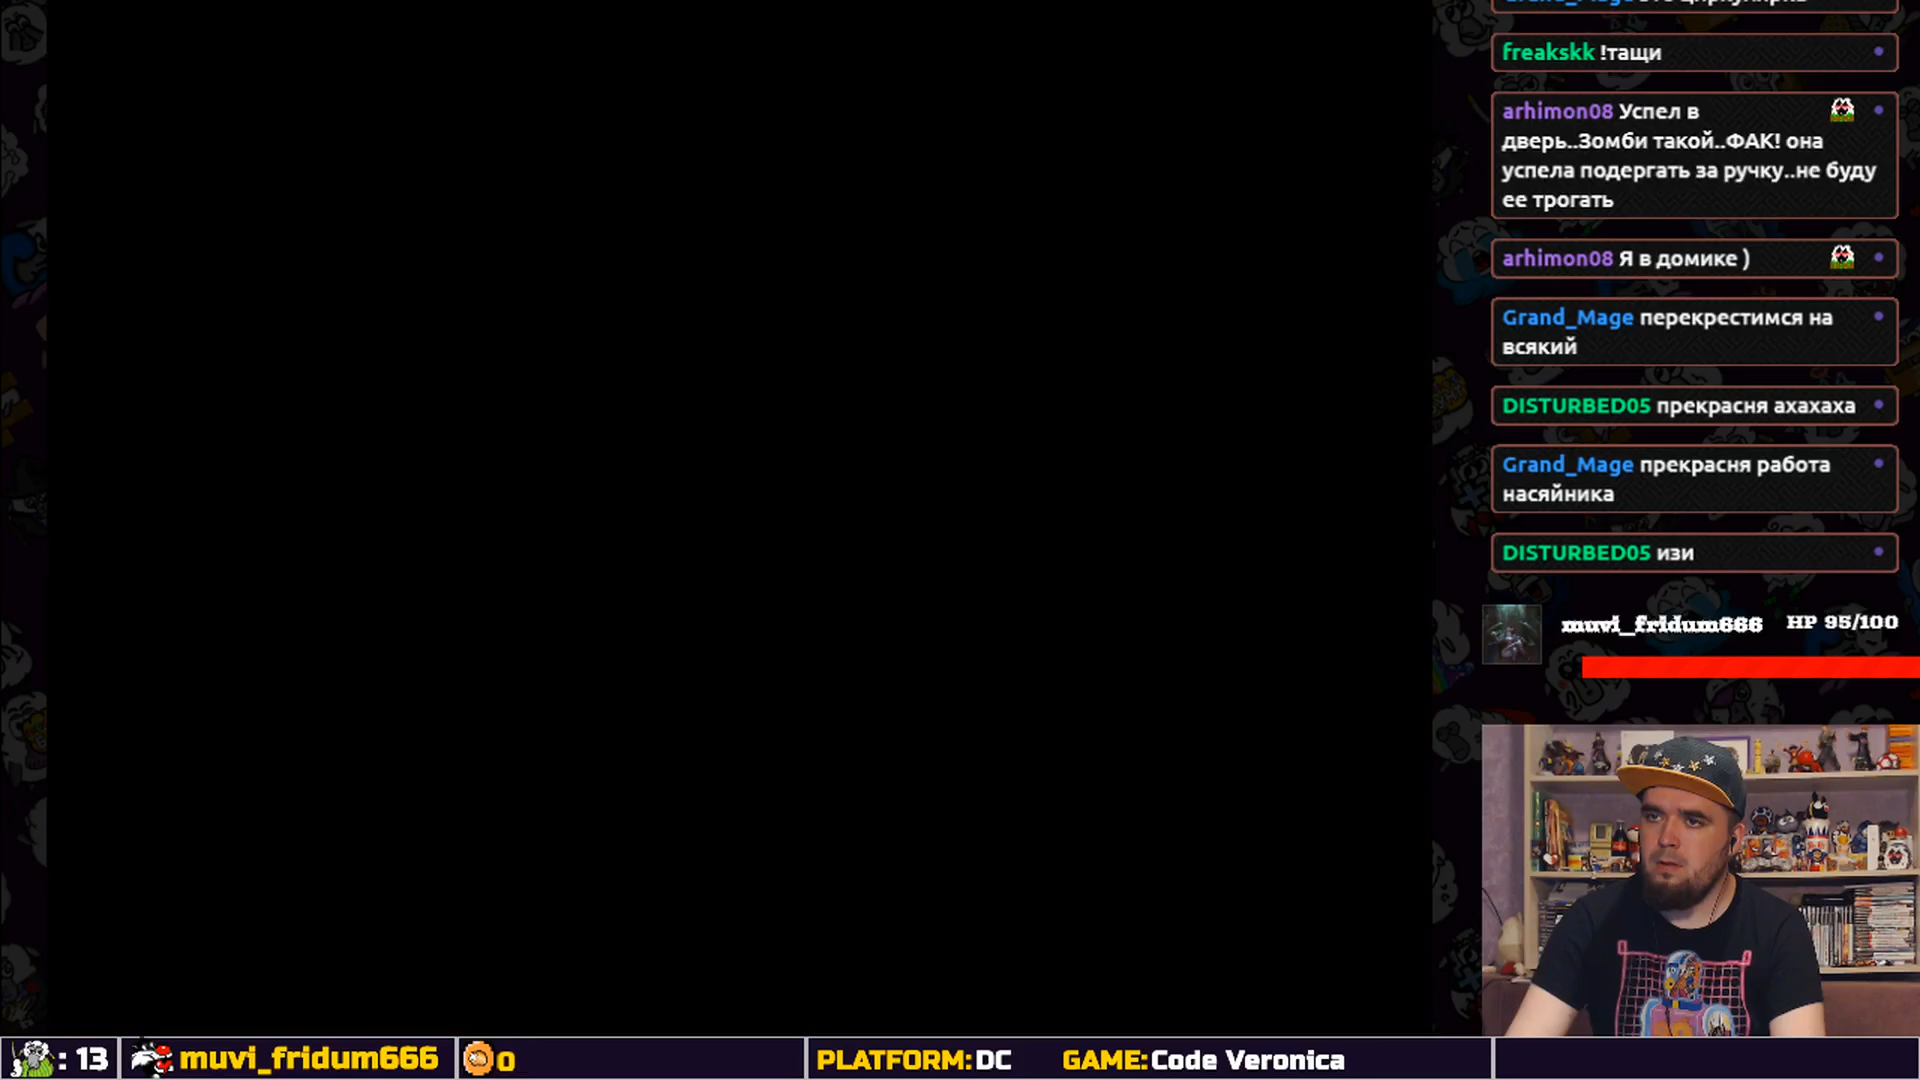 freakskk !тащи
arhimon08 Успел в
дверь..Зомби такой..ФАК! она
успела подергать за ручку..не буду
ее трогать
arhimon08 Я в домике )
Grand_Mage перекрестимся на
всякий
DISTURBED05 прекрасня ахахаха
Grand_Mage прекрасня работа
насяйника
DISTURBED05 изи
muvi_fridum666 HP 95/100
: 13 muvi_fridum666 0 PLATFORM: DC GAME: Code Veronica